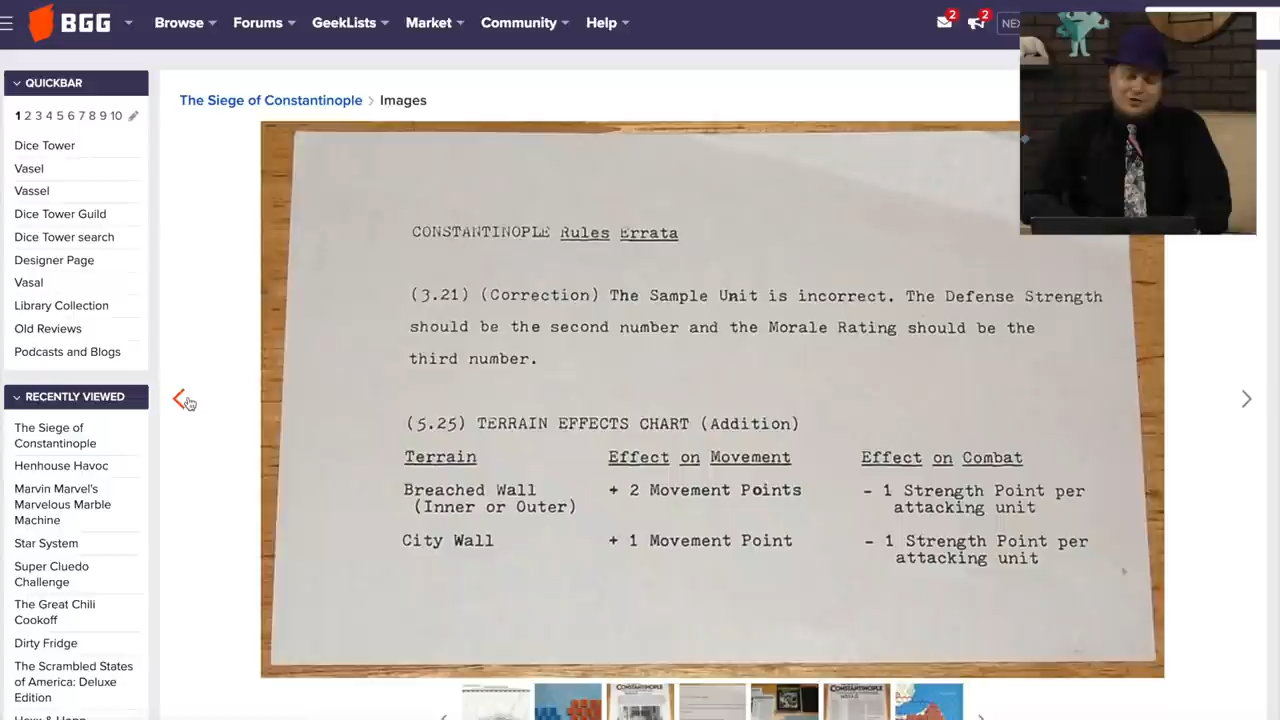 BGG
Browse
Forums
GeekLists
Market
Community
Help
2
2
NEX
QUICKBAR
1 2 3 4 5 6 7 8 9 10
Dice Tower
Vasel
Vassel
Dice Tower Guild
Dice Tower search
Designer Page
Vasal
Library Collection
Old Reviews
Podcasts and Blogs
RECENTLY VIEWED
The Siege of
Constantinople
Henhouse Havoc
Marvin Marvel's
Marvelous Marble
Machine
Star System
Super Cluedo
Challenge
The Great Chili
Cookoff
Dirty Fridge
The Scrambled States
of America: Deluxe
Edition
The Siege of Constantinople > Images
CONSTANTINOPLE Rules Errata
(3.21) (Correction) The Sample Unit is incorrect. The Defense Strength
should be the second number and the Morale Rating should be the
third number.
(5.25) TERRAIN EFFECTS CHART (Addition)
Terrain Effect on Movement Effect on Combat
Breached Wall + 2 Movement Points - 1 Strength Point per
(Inner or Outer) attacking unit
City Wall + 1 Movement Point - 1 Strength Point per
attacking unit
CONSTANTINOPLE
CONSTANTINOPLE